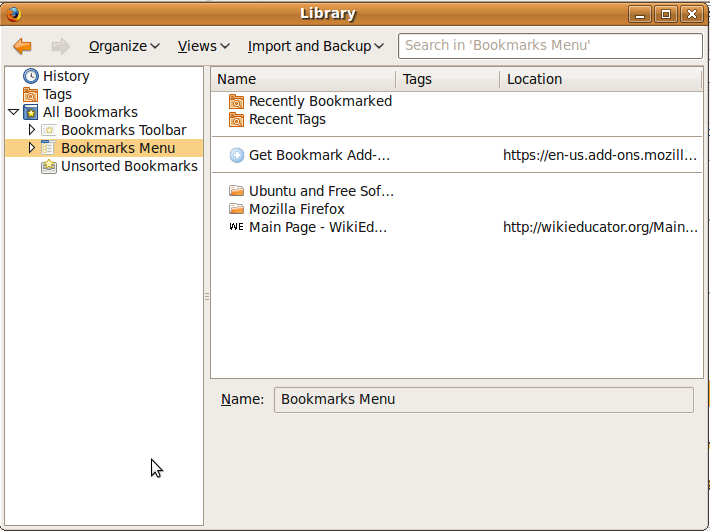 Library
Organize Views Import and Backup Search in 'Bookmarks Menu'
History
Tags
All Bookmarks
Bookmarks Toolbar
Bookmarks Menu
Unsorted Bookmarks
Name Tags Location
Recently Bookmarked
Recent Tags
Get Bookmark Add-... https://en-us.add-ons.mozill...
Ubuntu and Free Sof...
Mozilla Firefox
WE Main Page - WikiEd... http://wikieducator.org/Main...
Name: Bookmarks Menu